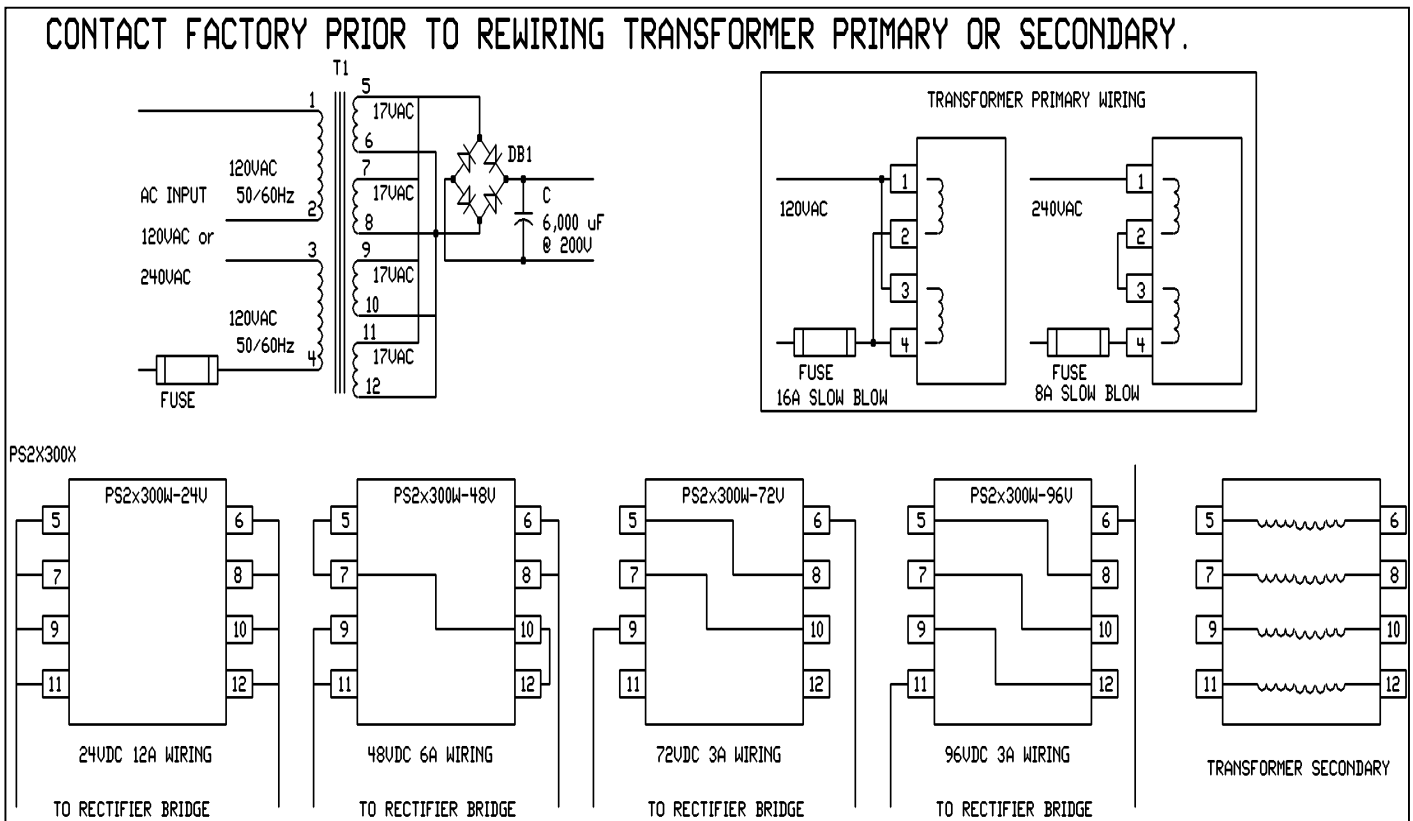 CONTACT FACTORY PRIOR TO REWIRING TRANSFORMER PRIMARY OR SECONDARY.
T1
1
2
3
4
5
6
7
8
9
10
11
12
120VAC
50/60Hz
AC INPUT
120VAC or
240VAC
120VAC
50/60Hz
FUSE
17VAC
17VAC
17VAC
17VAC
DB1
C
6,000 uF
@ 200V
TRANSFORMER PRIMARY WIRING
120VAC
1
2
3
4
FUSE
16A SLOW BLOW
240VAC
1
2
3
4
FUSE
8A SLOW BLOW
PS2X300X
PS2x300W-24V
5
6
7
8
9
10
11
12
24VDC 12A WIRING
TO RECTIFIER BRIDGE
PS2x300W-48V
5
6
7
8
9
10
11
12
48VDC 6A WIRING
TO RECTIFIER BRIDGE
PS2x300W-72V
5
6
7
8
9
10
11
12
72VDC 3A WIRING
TO RECTIFIER BRIDGE
PS2x300W-96V
5
6
7
8
9
10
11
12
96VDC 3A WIRING
TO RECTIFIER BRIDGE
5
6
7
8
9
10
11
12
TRANSFORMER SECONDARY